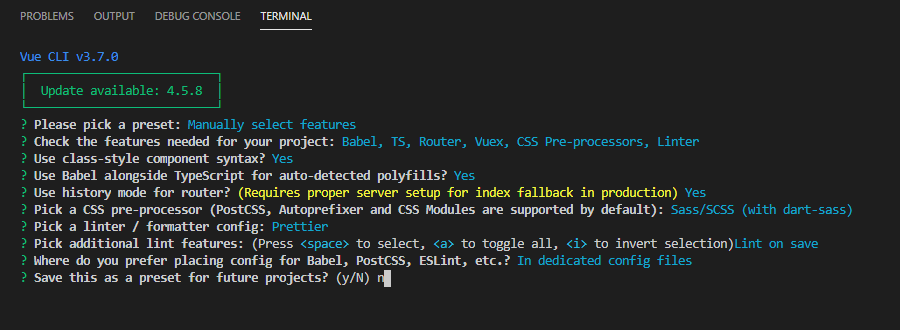 PROBLEMS OUTPUT DEBUG CONSOLE TERMINAL
Vue CLI v3.7.0
Update available: 4.5.8
? Please pick a preset: Manually select features
? Check the features needed for your project: Babel, TS, Router, Vuex, CSS Pre-processors, Linter
? Use class-style component syntax? Yes
? Use Babel alongside TypeScript for auto-detected polyfills? Yes
? Use history mode for router? (Requires proper server setup for index fallback in production) Yes
? Pick a CSS pre-processor (PostCSS, Autoprefixer and CSS Modules are supported by default): Sass/SCSS (with dart-sass)
? Pick a linter / formatter config: Prettier
? Pick additional lint features: (Press <space> to select, <a> to toggle all, <i> to invert selection)Lint on save
? Where do you prefer placing config for Babel, PostCSS, ESLint, etc.? In dedicated config files
? Save this as a preset for future projects? (y/N) n